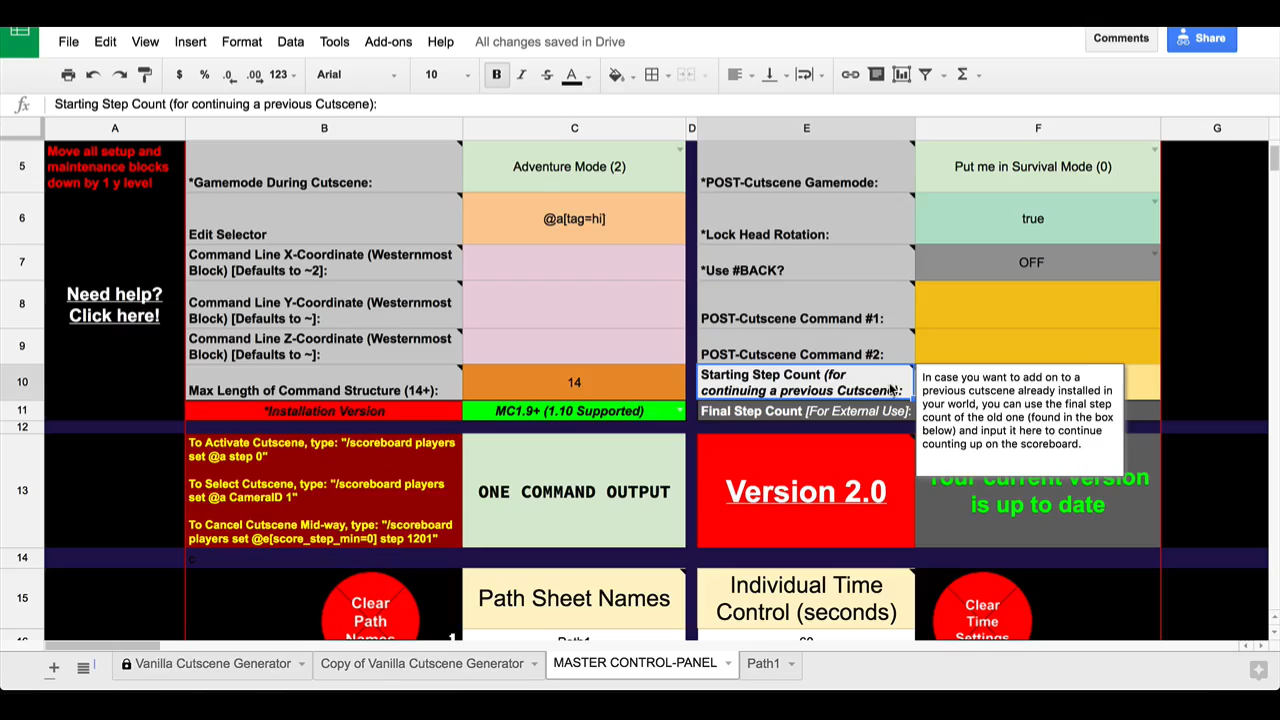 File Edit View Insert Format Data Tools Add-ons Help All changes saved in Drive
Comments
Share
$ % .0 .00 123 Arial 10 B I S A
fx Starting Step Count (for continuing a previous Cutscene):
A B C D E F G
5
Move all setup and
maintenance blocks
down by 1 y level
*Gamemode During Cutscene:
Adventure Mode (2)
*POST-Cutscene Gamemode:
Put me in Survival Mode (0)
6
Edit Selector
@a[tag=hi]
*Lock Head Rotation:
true
7
Command Line X-Coordinate (Westernmost
Block) [Defaults to ~2]:
*Use #BACK?
OFF
Need help?
Click here!
8
Command Line Y-Coordinate (Westernmost
Block) [Defaults to ~]:
POST-Cutscene Command #1:
9
Command Line Z-Coordinate (Westernmost
Block) [Defaults to ~]:
POST-Cutscene Command #2:
10
Max Length of Command Structure (14+):
14
Starting Step Count (for
continuing a previous Cutscene):
In case you want to add on to a
previous cutscene already installed in
your world, you can use the final step
count of the old one (found in the box
below) and input it here to continue
counting up on the scoreboard.
11
*Installation Version
MC1.9+ (1.10 Supported)
Final Step Count [For External Use]:
12
13
To Activate Cutscene, type: "/scoreboard players
set @a step 0"
To Select Cutscene, type: "/scoreboard players
set @a CameraID 1"
To Cancel Cutscene Mid-way, type: "/scoreboard
players set @e[score_step_min=0] step 1201"
ONE COMMAND OUTPUT
Version 2.0
Your current version
is up to date
14
15
Clear
Path
Names
Path Sheet Names
Individual Time
Control (seconds)
Clear
Time
Settings
16
1
Path1
60
Vanilla Cutscene Generator
Copy of Vanilla Cutscene Generator
MASTER CONTROL-PANEL
Path1